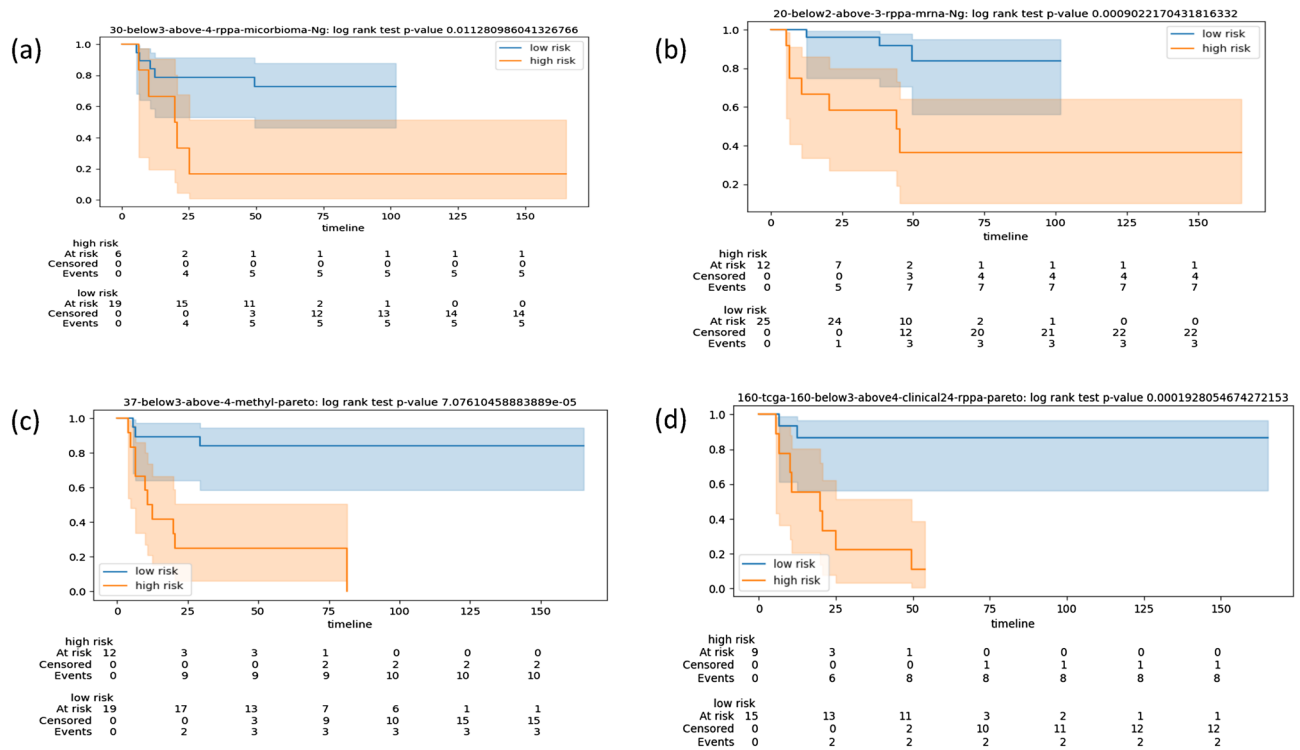 (a)
30-below3-above-4-rppa-micorbioma-Ng: log rank test p-value 0.011280986041326766
1.0
0.8
0.6
0.4
0.2
0.0
low risk
high risk
0 25 50 75 100 125 150
timeline
high risk
At risk 6 2 1 1 1 1 1
Censored 0 0 0 0 0 0 0
Events 0 4 5 5 5 5 5
low risk
At risk 19 15 11 2 1 0 0
Censored 0 0 3 12 13 14 14
Events 0 4 5 5 5 5 5
(b)
20-below2-above-3-rppa-mrna-Ng: log rank test p-value 0.0009022170431816332
1.0
0.8
0.6
0.4
0.2
low risk
high risk
0 25 50 75 100 125 150
timeline
high risk
At risk 12 7 2 1 1 1 1
Censored 0 0 3 4 4 4 4
Events 0 5 7 7 7 7 7
low risk
At risk 25 24 10 2 1 0 0
Censored 0 0 12 20 21 22 22
Events 0 1 3 3 3 3 3
(c)
37-below3-above-4-methyl-pareto: log rank test p-value 7.07610458883889e-05
1.0
0.8
0.6
0.4
0.2
0.0
low risk
high risk
0 25 50 75 100 125 150
timeline
high risk
At risk 12 3 3 1 0 0 0
Censored 0 0 0 2 2 2 2
Events 0 9 9 9 10 10 10
low risk
At risk 19 17 13 7 6 1 1
Censored 0 0 3 9 10 15 15
Events 0 2 3 3 3 3 3
(d)
160-tcga-160-below3-above4-clinical24-rppa-pareto: log rank test p-value 0.0001928054674272153
1.0
0.8
0.6
0.4
0.2
0.0
low risk
high risk
0 25 50 75 100 125 150
timeline
high risk
At risk 9 3 1 0 0 0 0
Censored 0 0 0 1 1 1 1
Events 0 6 8 8 8 8 8
low risk
At risk 15 13 11 3 2 1 1
Censored 0 0 2 10 11 12 12
Events 0 2 2 2 2 2 2